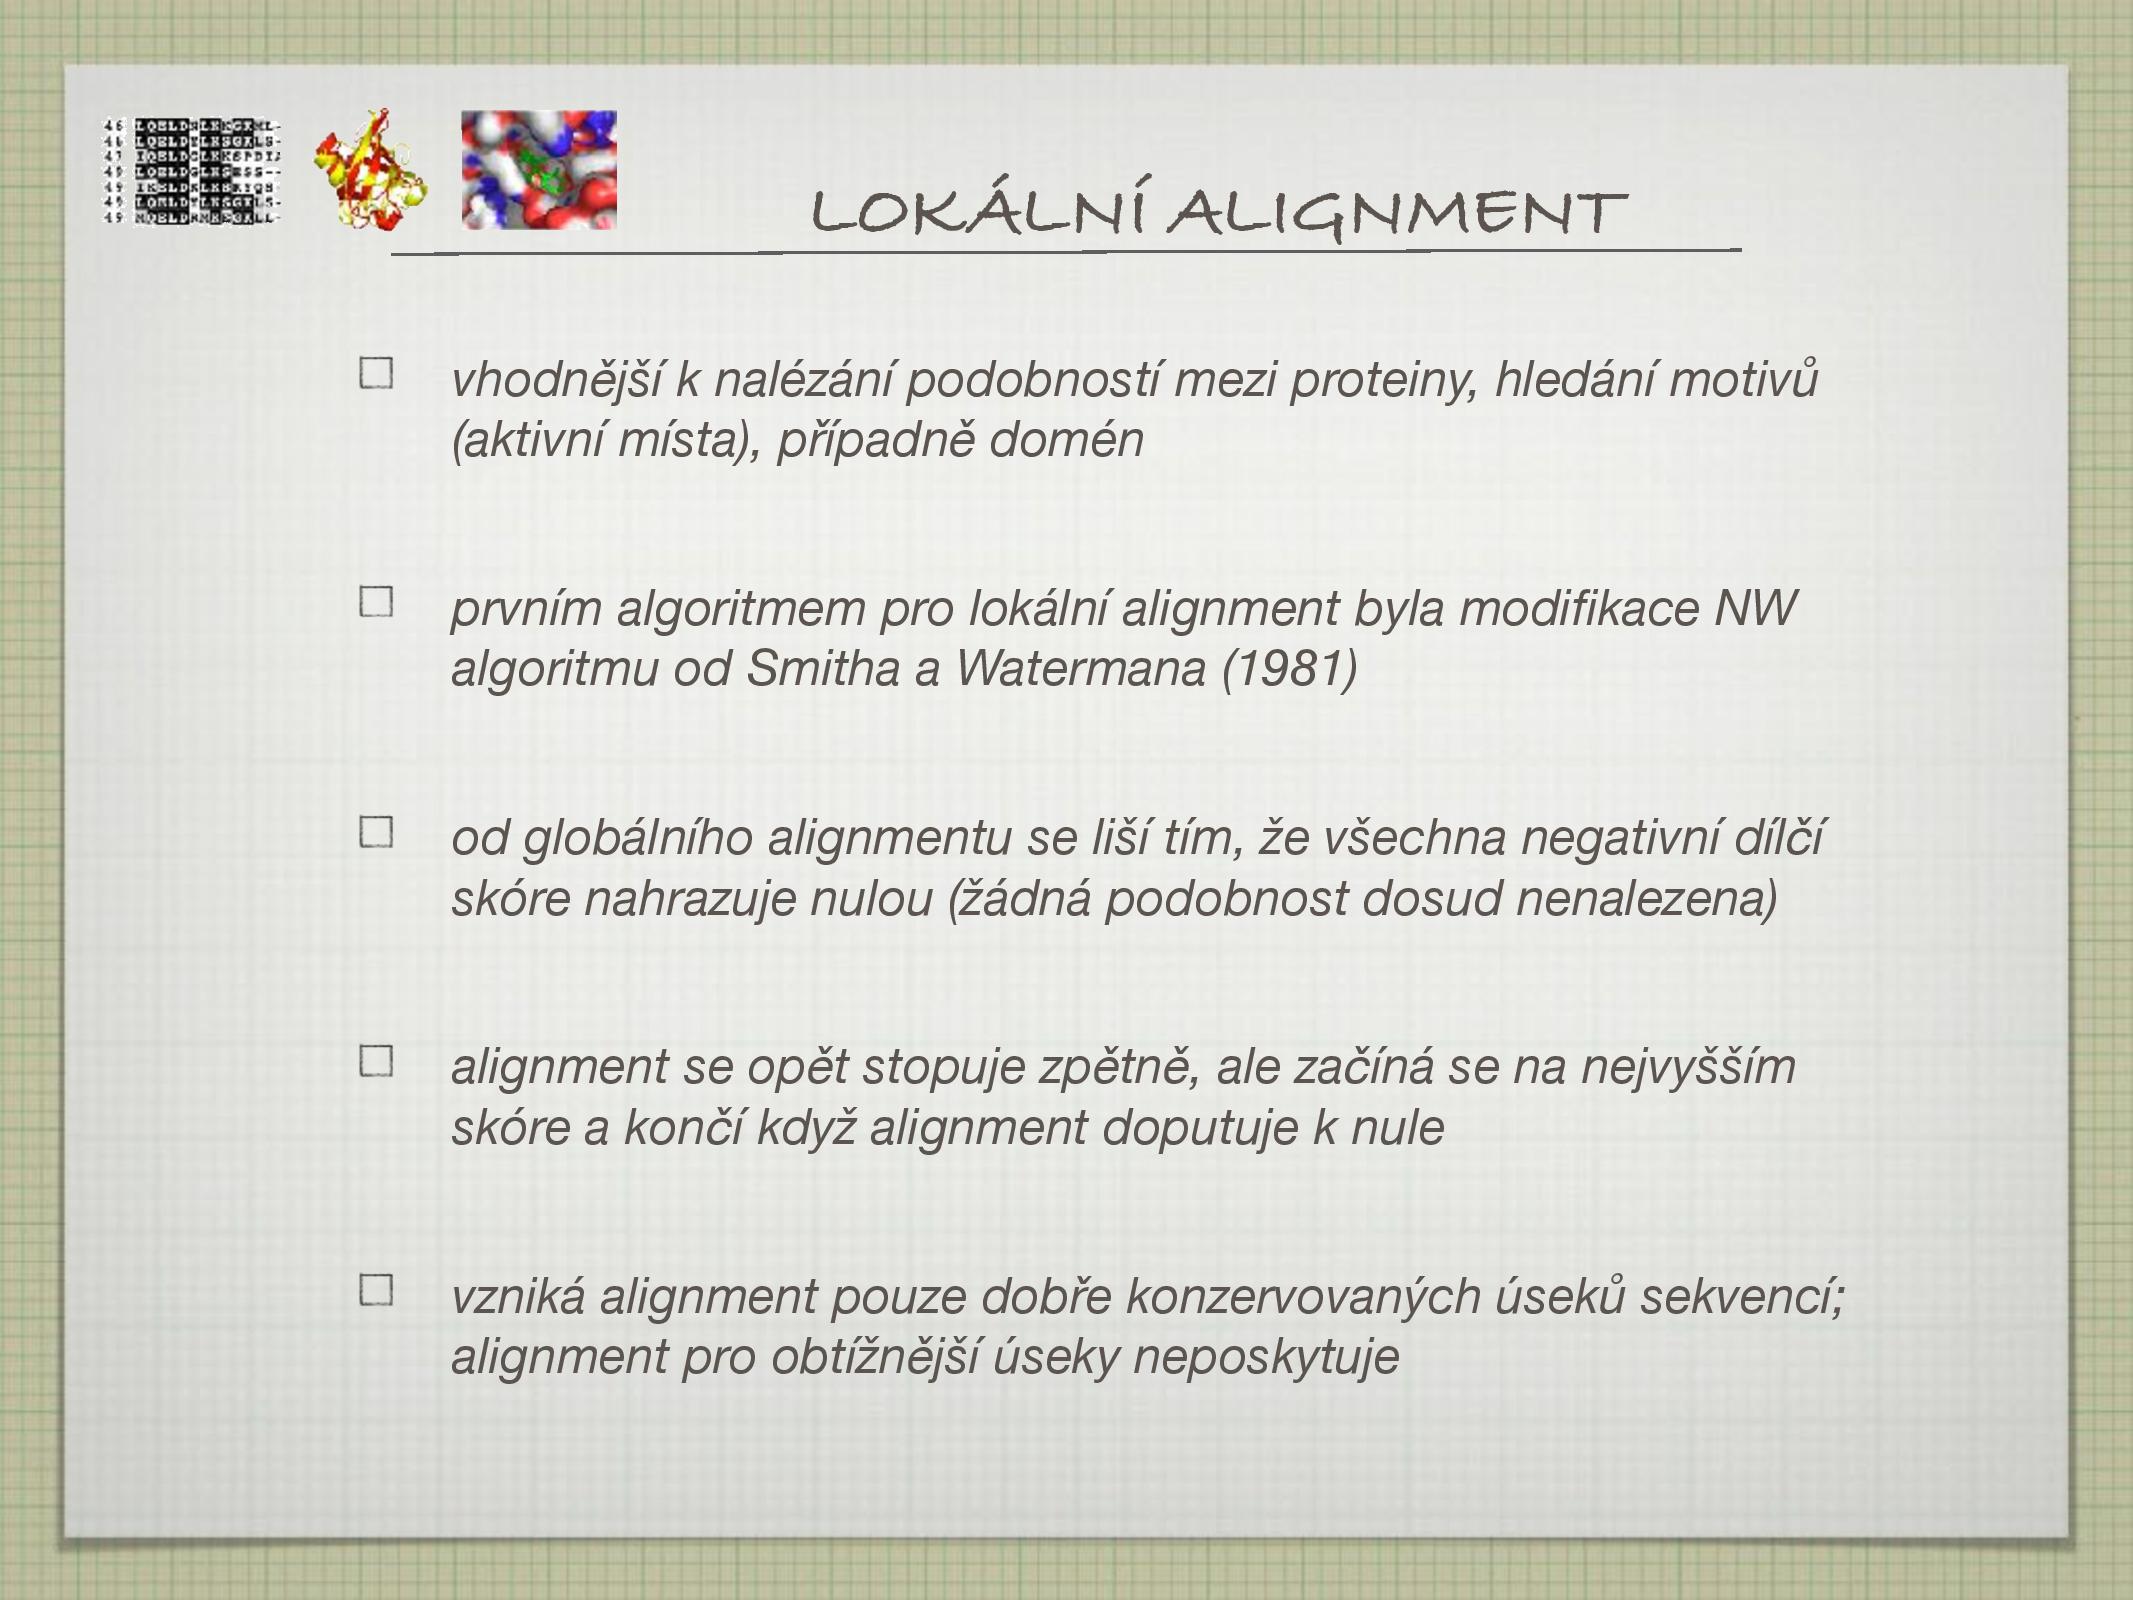 LOKÁLNÍ ALIGNMENT
vhodnější k nalézání podobností mezi proteiny, hledání motivů
(aktivní místa), případně domén
prvním algoritmem pro lokální alignment byla modifikace NW
algoritmu od Smitha a Watermana (1981)
od globálního alignmentu se liší tím, že všechna negativní dílčí
skóre nahrazuje nulou (žádná podobnost dosud nenalezena)
alignment se opět stopuje zpětně, ale začíná se na nejvyšším
skóre a končí když alignment doputuje k nule
vzniká alignment pouze dobře konzervovaných úseků sekvencí;
alignment pro obtížnější úseky neposkytuje